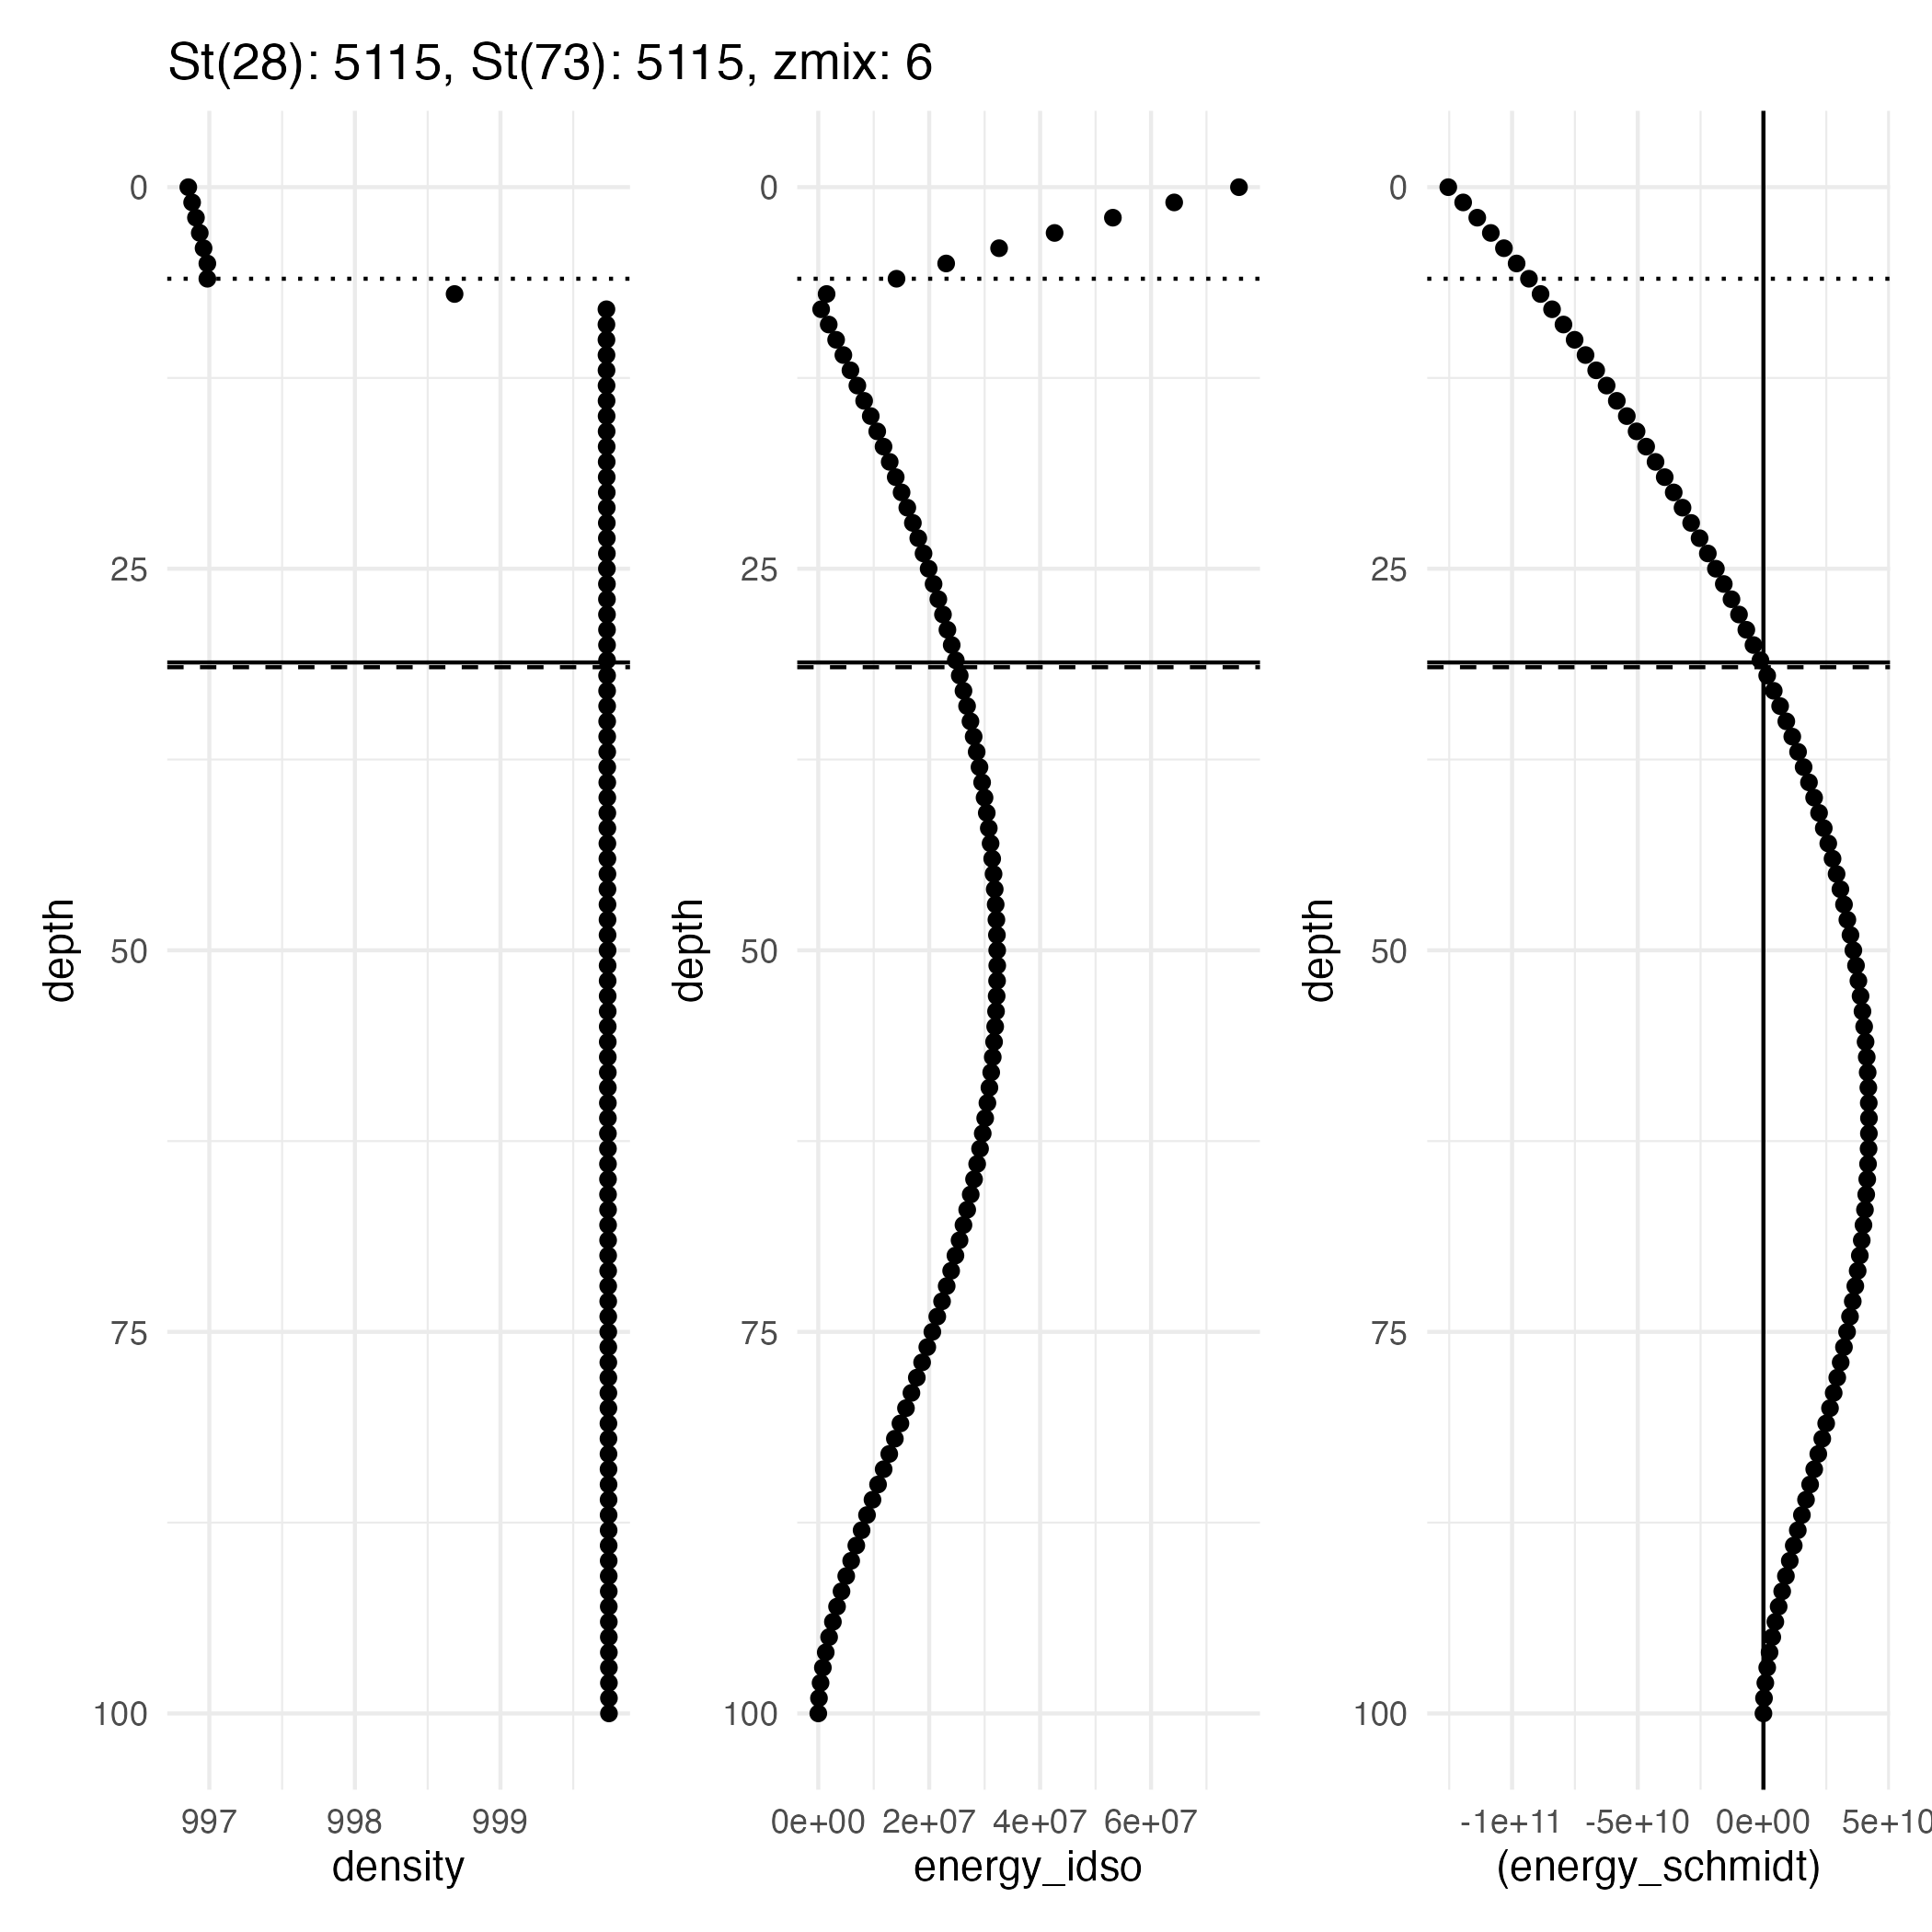 St(28): 5115, St(73): 5115, zmix: 6
0
25
50
75
100
depth
997
998
999
density
0
25
50
75
100
depth
0e+00
2e+07
4e+07
6e+07
energy_idso
0
25
50
75
100
depth
-1e+11
-5e+10
0e+00
5e+10
(energy_schmidt)